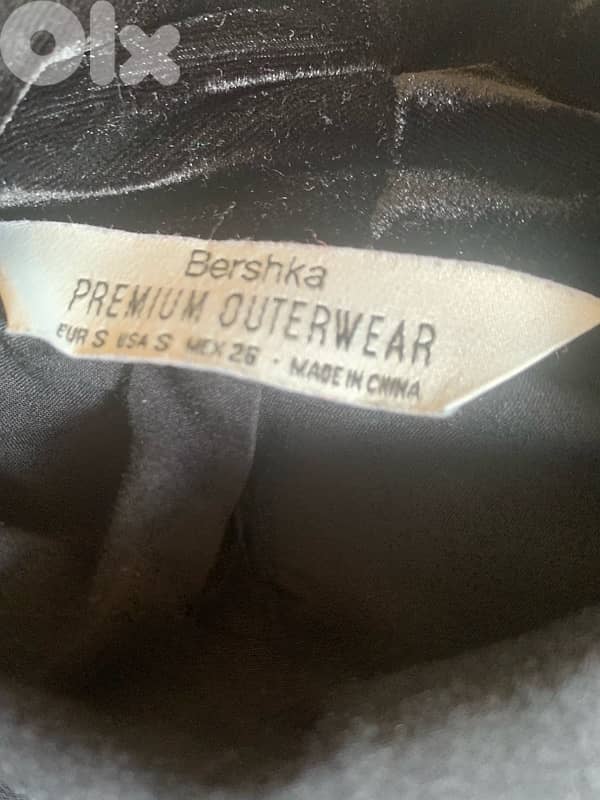 Olx
Bershka
PREMIUM OUTERWEAR
EUR S USA S MEX 26 · MADE IN CHINA